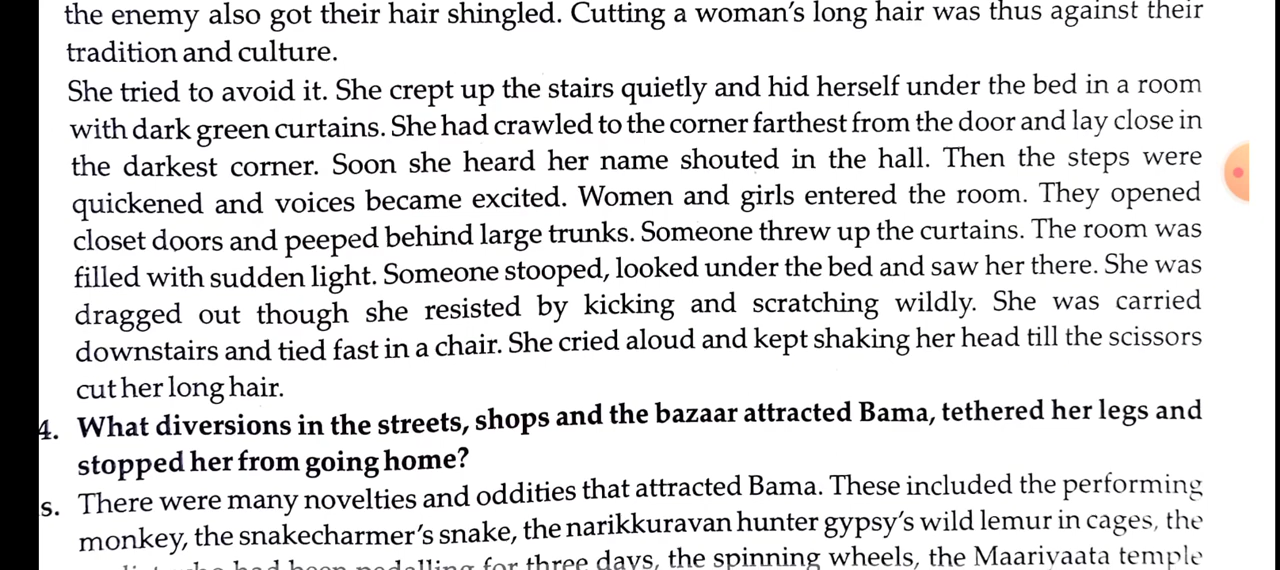 the enemy also got their hair shingled. Cutting a woman's long hair was thus against their
tradition and culture.
She tried to avoid it. She crept up the stairs quietly and hid herself under the bed in a room
with dark green curtains. She had crawled to the corner farthest from the door and lay close in
the darkest corner. Soon she heard her name shouted in the hall. Then the steps were
quickened and voices became excited. Women and girls entered the room. They opened
closet doors and peeped behind large trunks. Someone threw up the curtains. The room was
filled with sudden light. Someone stooped, looked under the bed and saw her there. She was
dragged out though she resisted by kicking and scratching wildly. She was carried
downstairs and tied fast in a chair. She cried aloud and kept shaking her head till the scissors
cut her long hair.
4. What diversions in the streets, shops and the bazaar attracted Bama, tethered her legs and
stopped her from going home?
s. There were many novelties and oddities that attracted Bama. These included the performing
monkey, the snakecharmer's snake, the narikkuravan hunter gypsy's wild lemur in cages, the
who had been pedalling for three days, the spinning wheels, the Maariyaata temple